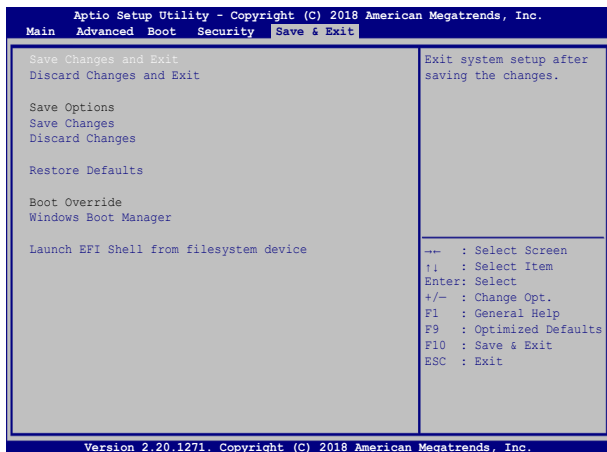 Aptio Setup Utility - Copyright (C) 2018 American Megatrends, Inc.
Main Advanced Boot Security Save & Exit
Save Changes and Exit
Discard Changes and Exit
Save Options
Save Changes
Discard Changes
Restore Defaults
Boot Override
Windows Boot Manager
Launch EFI Shell from filesystem device
Exit system setup after
saving the changes.
→← : Select Screen
↑↓ : Select Item
Enter: Select
+/— : Change Opt.
F1 : General Help
F9 : Optimized Defaults
F10 : Save & Exit
ESC : Exit
Version 2.20.1271. Copyright (C) 2018 American Megatrends, Inc.